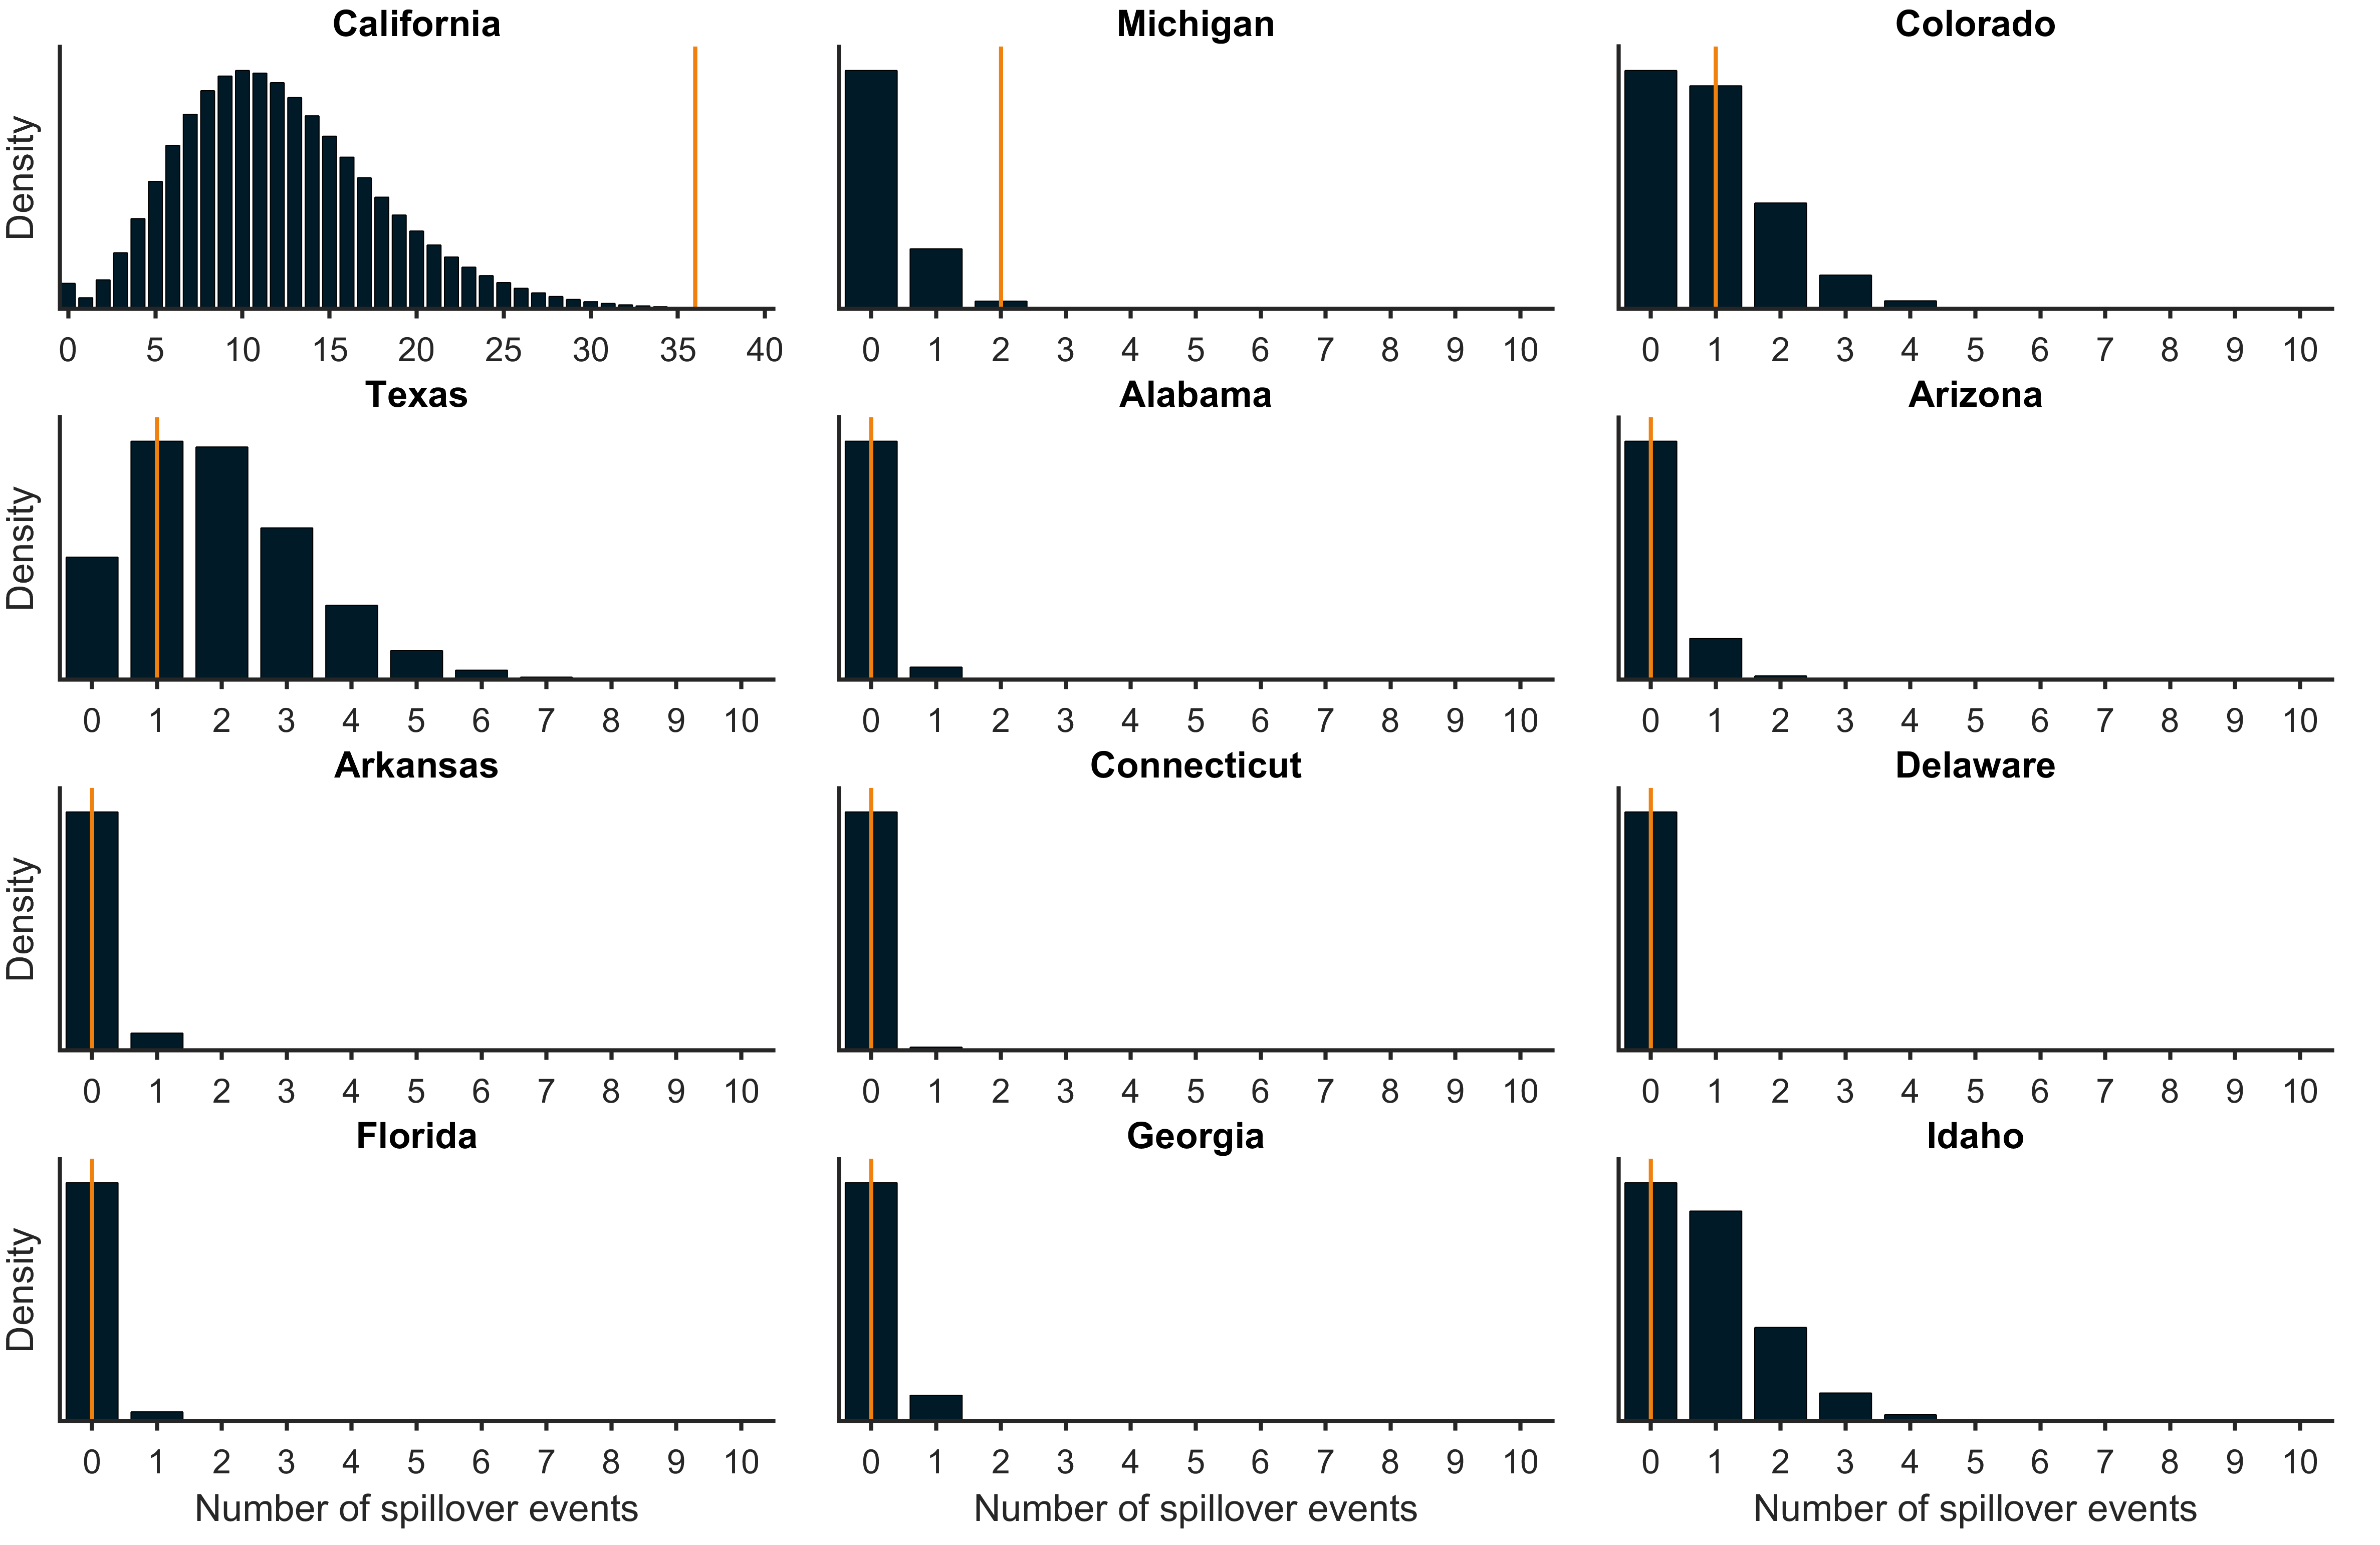 California Michigan Colorado
Density
0 5 10 15 20 25 30 35 40 0 1 2 3 4 5 6 7 8 9 10 0 1 2 3 4 5 6 7 8 9 10
Texas Alabama Arizona
Density
0 1 2 3 4 5 6 7 8 9 10 0 1 2 3 4 5 6 7 8 9 10 0 1 2 3 4 5 6 7 8 9 10
Arkansas Connecticut Delaware
Density
0 1 2 3 4 5 6 7 8 9 10 0 1 2 3 4 5 6 7 8 9 10 0 1 2 3 4 5 6 7 8 9 10
Florida Georgia Idaho
Density
0 1 2 3 4 5 6 7 8 9 10 0 1 2 3 4 5 6 7 8 9 10 0 1 2 3 4 5 6 7 8 9 10
Number of spillover events Number of spillover events Number of spillover events